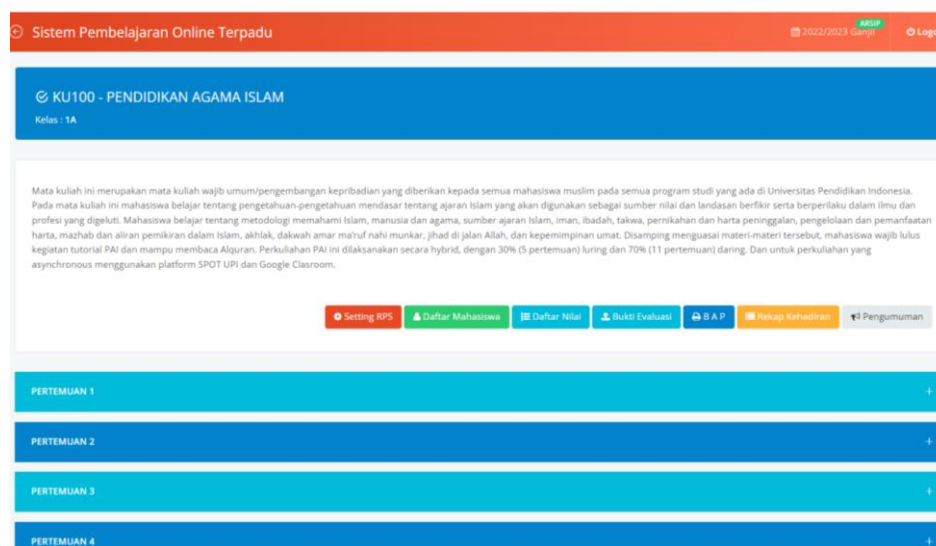 Sistem Pembelajaran Online Terpadu
ARSIP
2022/2023 Ganjil
Logo
KU100 - PENDIDIKAN AGAMA ISLAM
Kelas : 1A
Mata kuliah ini merupakan mata kuliah wajib umum/pengembangan kepribadian yang diberikan kepada semua mahasiswa muslim pada semua program studi yang ada di Universitas Pendidikan Indonesia.
Pada mata kuliah ini mahasiswa belajar tentang pengetahuan-pengetahuan mendasar tentang ajaran Islam yang akan digunakan sebagai sumber nilai dan landasan berfikir serta berperilaku dalam ilmu dan
profesi yang digeluti. Mahasiswa belajar tentang metodologi memahami Islam, manusia dan agama, sumber ajaran Islam, iman, ibadah, takwa, pernikahan dan harta peninggalan, pengelolaan dan pemanfaatan
harta, mazhab dan aliran pemikiran dalam Islam, akhlak, dakwah amar ma'ruf nahi munkar, jihad di jalan Allah, dan kepemimpinan umat. Disamping menguasai materi-materi tersebut, mahasiswa wajib lulus
kegiatan tutorial PAI dan mampu membaca Alquran. Perkuliahan PAI ini dilaksanakan secara hybrid, dengan 30% (5 pertemuan) luring dan 70% (11 pertemuan) daring. Dan untuk perkuliahan yang
asynchronous menggunakan platform SPOT UPI dan Google Clasroom.
Setting RPS
Daftar Mahasiswa
Daftar Nilai
Bukti Evaluasi
B A P
Rekap Kehadiran
Pengumuman
PERTEMUAN 1
PERTEMUAN 2
PERTEMUAN 3
PERTEMUAN 4